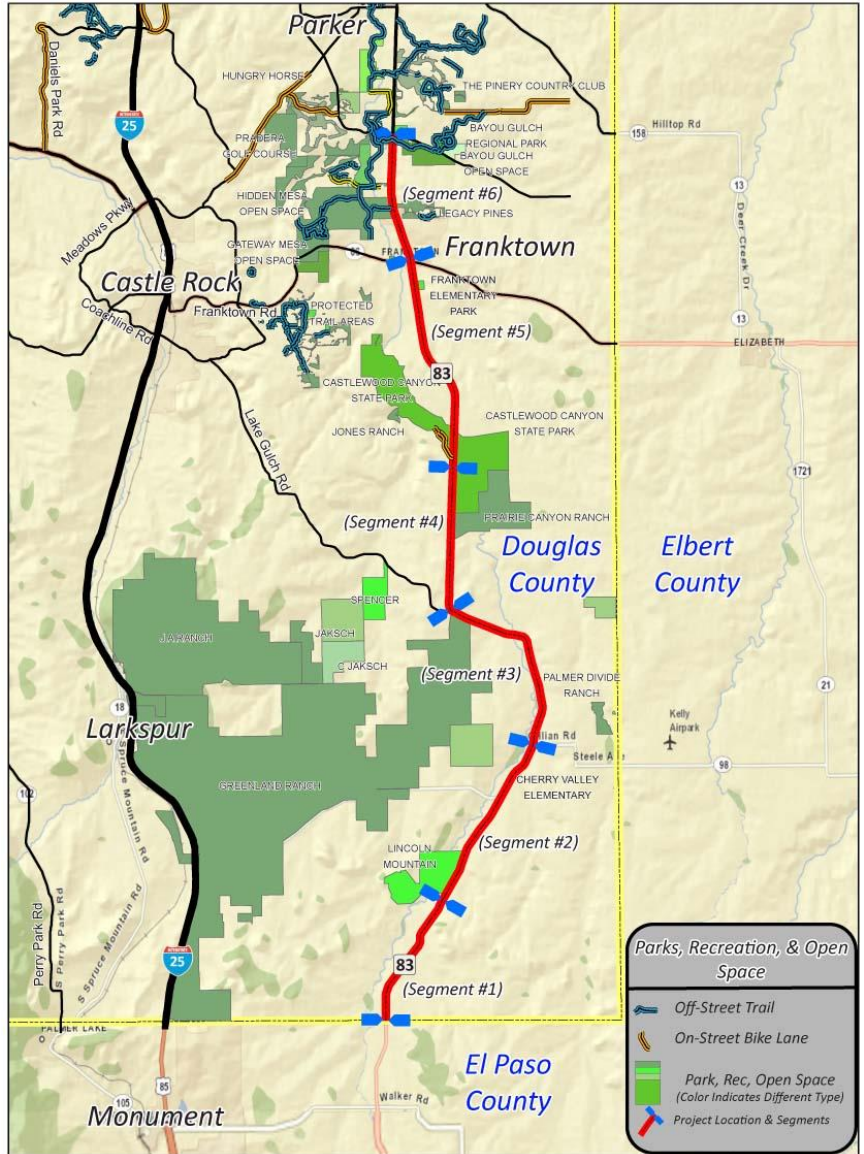 Parker
Daniels Park Rd
HUNGRY HORSE
THE PINERY COUNTRY CLUB
25
158
Hilltop Rd
PRADERA
GOLF COURSE
BAYOU GULCH
REGIONAL PARK
BAYOU GULCH
OPEN SPACE
13
Deer Creek Dr
(Segment #6)
HIDDEN MESA
OPEN SPACE
LEGACY PINES
Meadows Pkwy
GATEWAY MESA
OPEN SPACE
Franktown
Castle Rock
FRANKTOWN
ELEMENTARY
PARK
Coachline Rd
Franktown Rd
PROTECTED
TRAIL AREAS
13
(Segment #5)
ELIZABETH
83
CASTLEWOOD CANYON
STATE PARK
Lake Gulch Rd
JONES RANCH
CASTLEWOOD CANYON
STATE PARK
1721
(Segment #4)
PRAIRIE CANYON RANCH
Douglas
County
Elbert
County
SPENCER
JAKSCH
JA RANCH
JAKSCH
(Segment #3)
PALMER DIVIDE
RANCH
21
18
Larkspur
Kelly
Airpark
Steele
98
102
GREENLAND RANCH
CHERRY VALLEY
ELEMENTARY
(Segment #2)
LINCOLN
MOUNTAIN
Spruce Mountain Rd
Perry Park Rd
S Perry Park Rd
S Spruce Mountain Rd
25
83
(Segment #1)
Parks, Recreation, & Open
Space
Off-Street Trail
On-Street Bike Lane
Park, Rec, Open Space
(Color Indicates Different Type)
Project Location & Segments
PALMER LAKE
El Paso
County
85
105
Walker Rd
Monument